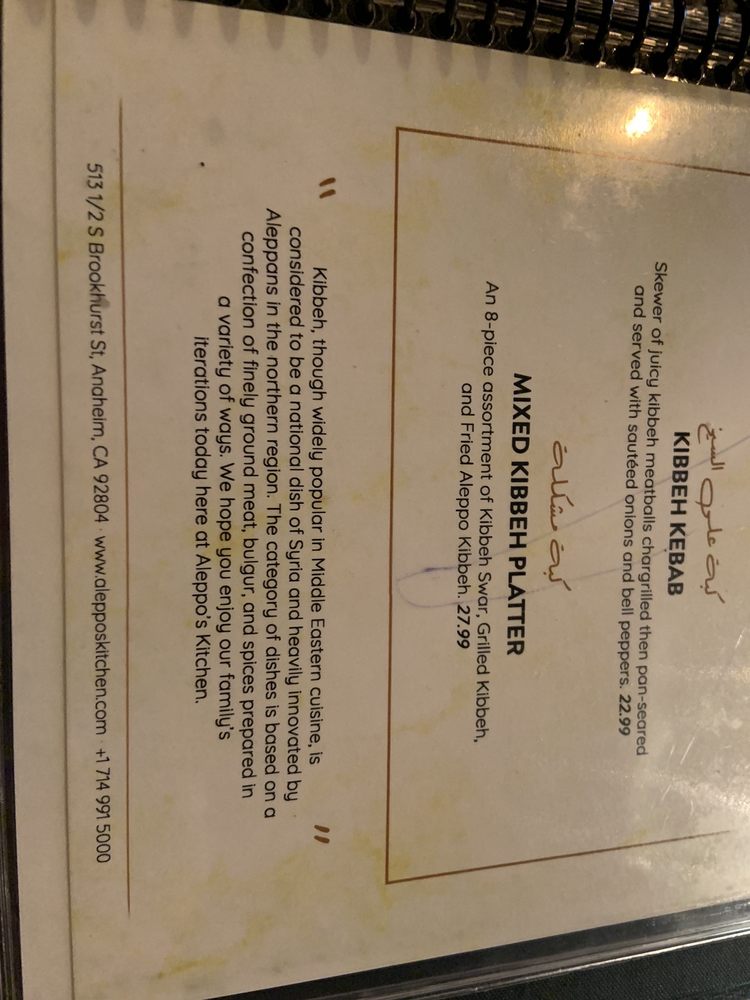 كبة علی السيخ
KIBBEH KEBAB
Skewer of juicy kibbeh meatballs chargrilled then pan-seared
and served with sautéed onions and bell peppers. 22.99
كبة مشكلة
MIXED KIBBEH PLATTER
An 8-piece assortment of Kibbeh Swar, Grilled Kibbeh,
and Fried Aleppo Kibbeh. 27.99
"
Kibbeh, though widely popular in Middle Eastern cuisine, is
considered to be a national dish of Syria and heavily innovated by
Aleppans in the northern region. The category of dishes is based on a
confection of finely ground meat, bulgur, and spices prepared in
a variety of ways. We hope you enjoy our family's
iterations today here at Aleppo's Kitchen.
"
513 1/2 S Brookhurst St, Anaheim, CA 92804 · www.aleppos​kitchen.com · +1 714 991 5000